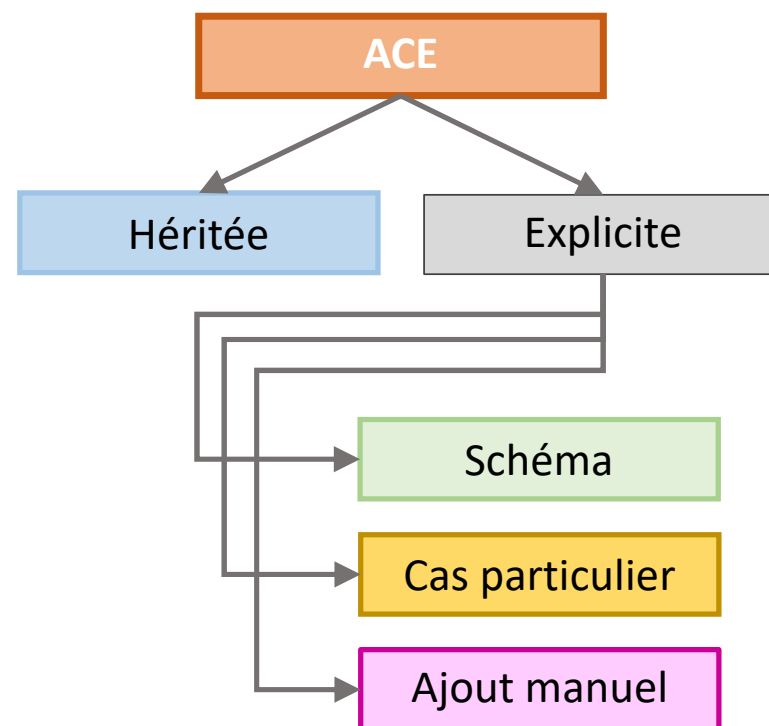 ACE
Héritée
Explicite
Schéma
Cas particulier
Ajout manuel